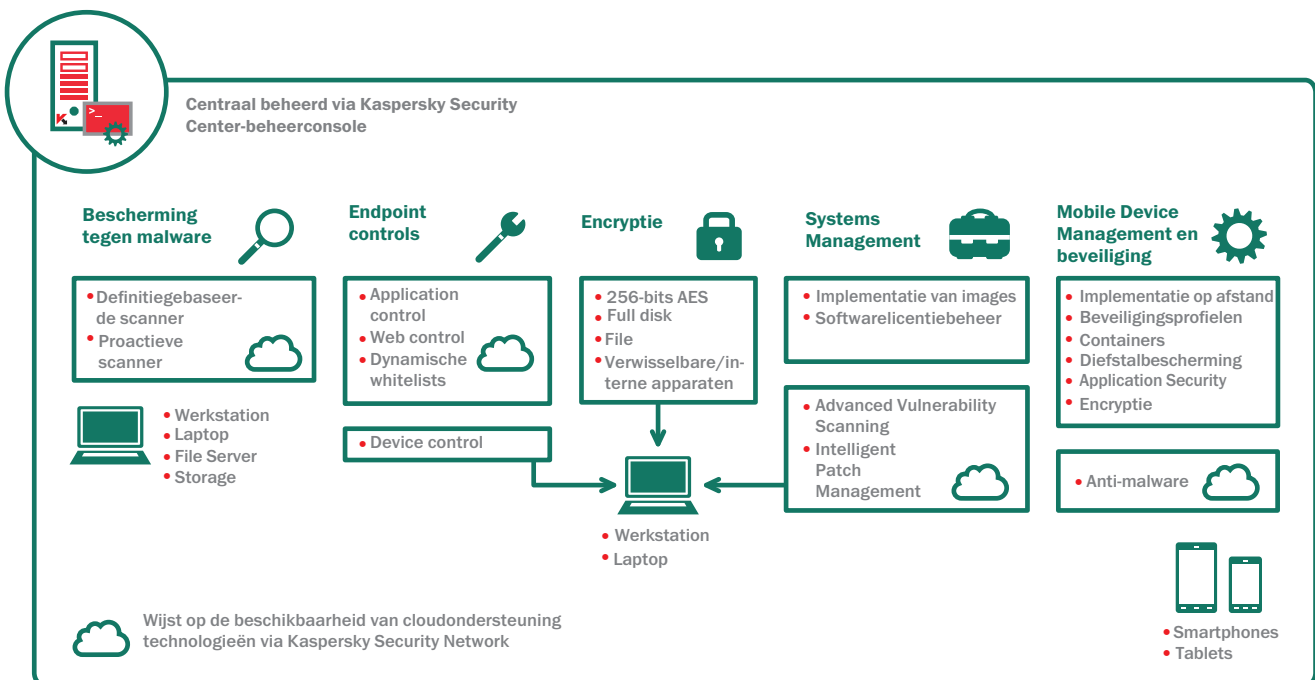 Centraal beheerd via Kaspersky Security
Center-beheerconsole
Bescherming
tegen malware
• Definitiegebaseer-
de scanner
• Proactieve
scanner
• Werkstation
• Laptop
• File Server
• Storage
Endpoint
controls
• Application
control
• Web control
• Dynamische
whitelists
• Device control
Encryptie
• 256-bits AES
• Full disk
• File
• Verwisselbare/in-
terne apparaten
• Werkstation
• Laptop
Systems
Management
• Implementatie van images
• Softwarelicentiebeheer
• Advanced Vulnerability
Scanning
• Intelligent
Patch
Management
Mobile Device
Management en
beveiliging
• Implementatie op afstand
• Beveiligingsprofielen
• Containers
• Diefstalbescherming
• Application Security
• Encryptie
• Anti-malware
• Smartphones
• Tablets
Wijst op de beschikbaarheid van cloudondersteuning
technologieën via Kaspersky Security Network